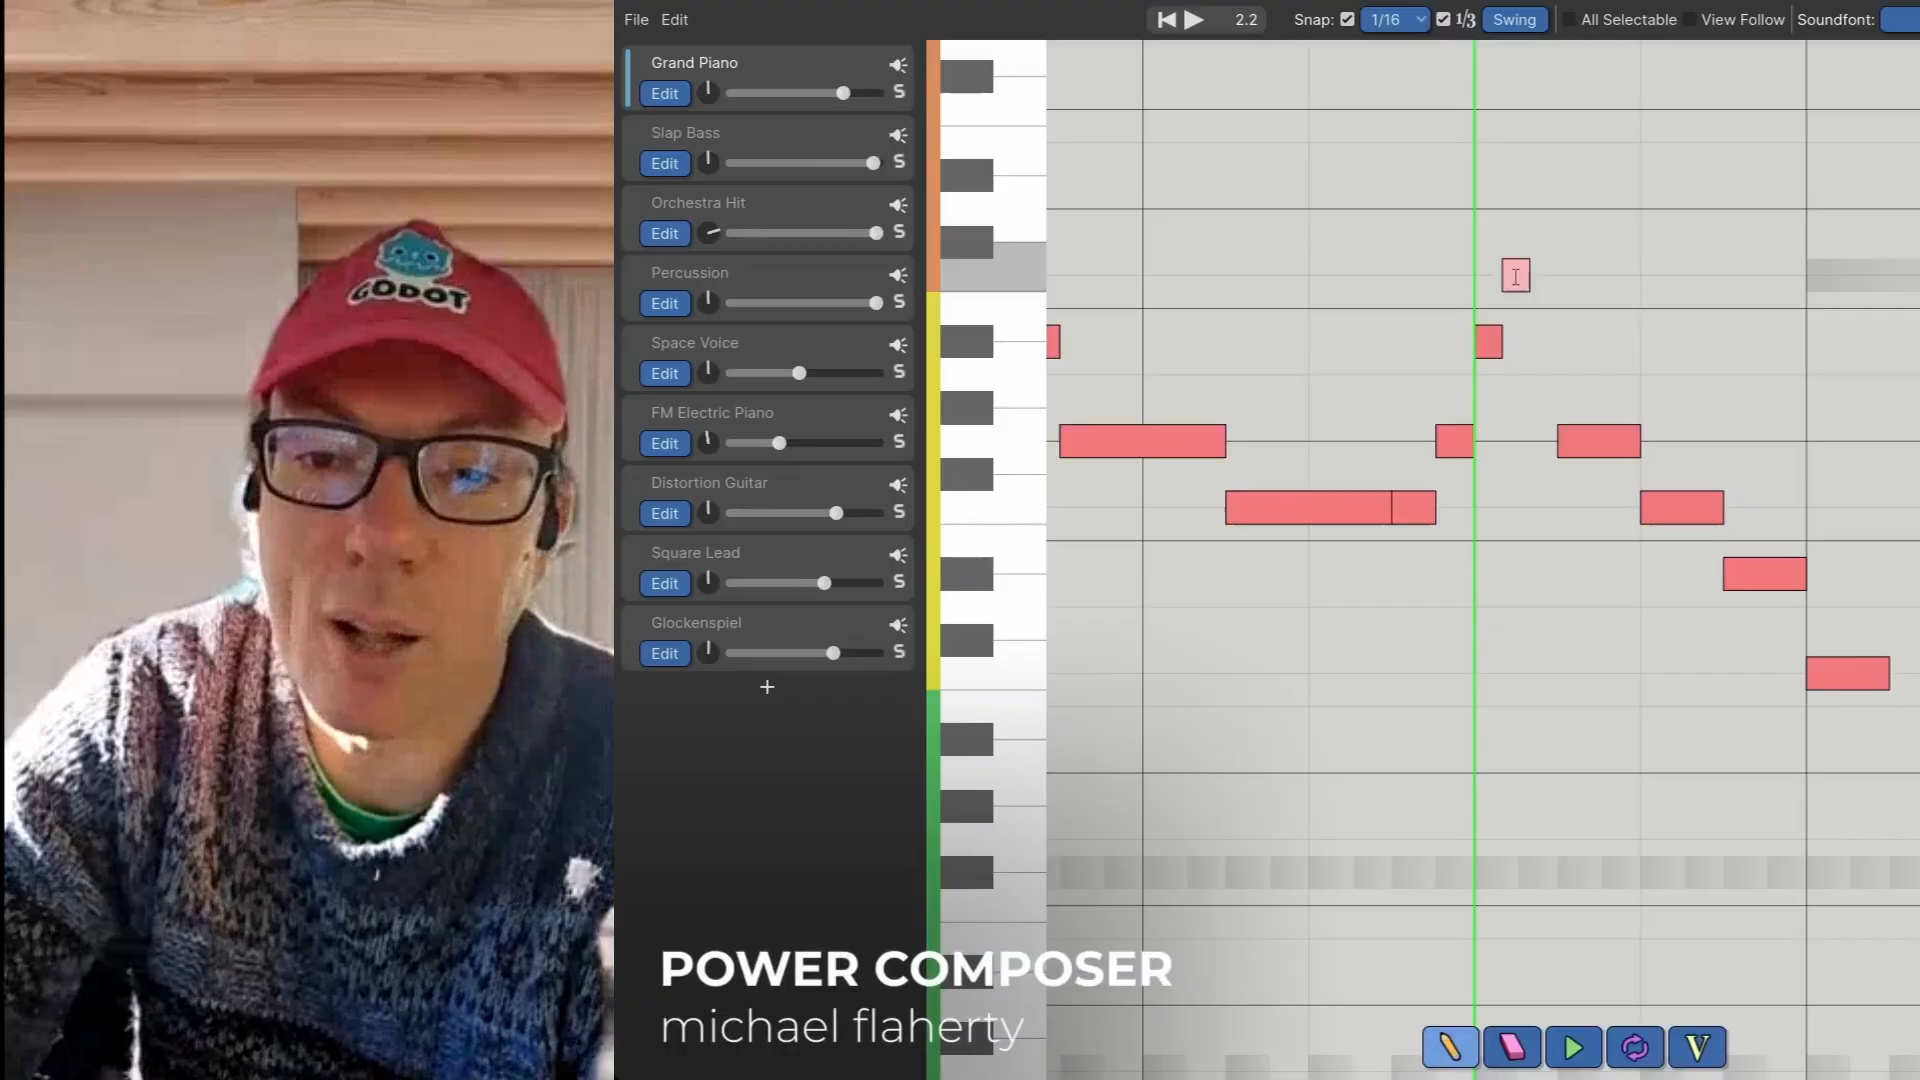 File Edit
2.2
Snap: 1/16 1/3 Swing All Selectable View Follow Soundfont:
Grand Piano
Edit S
Slap Bass
Edit S
Orchestra Hit
Edit S
Percussion
Edit S
Space Voice
Edit S
FM Electric Piano
Edit S
Distortion Guitar
Edit S
Square Lead
Edit S
Glockenspiel
Edit S
+
GODOT
POWER COMPOSER
michael flaherty
V